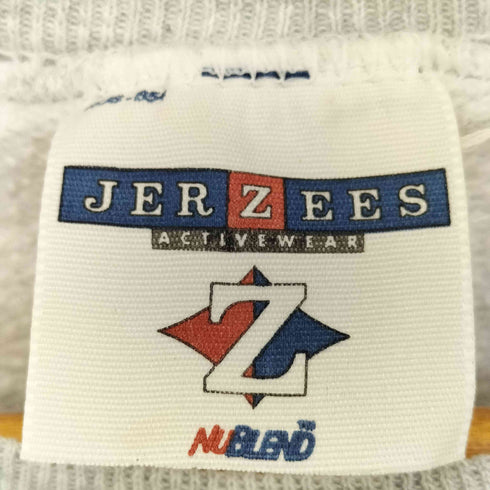 JERZEES
ACTIVEWEAR
Z
NUBLEND